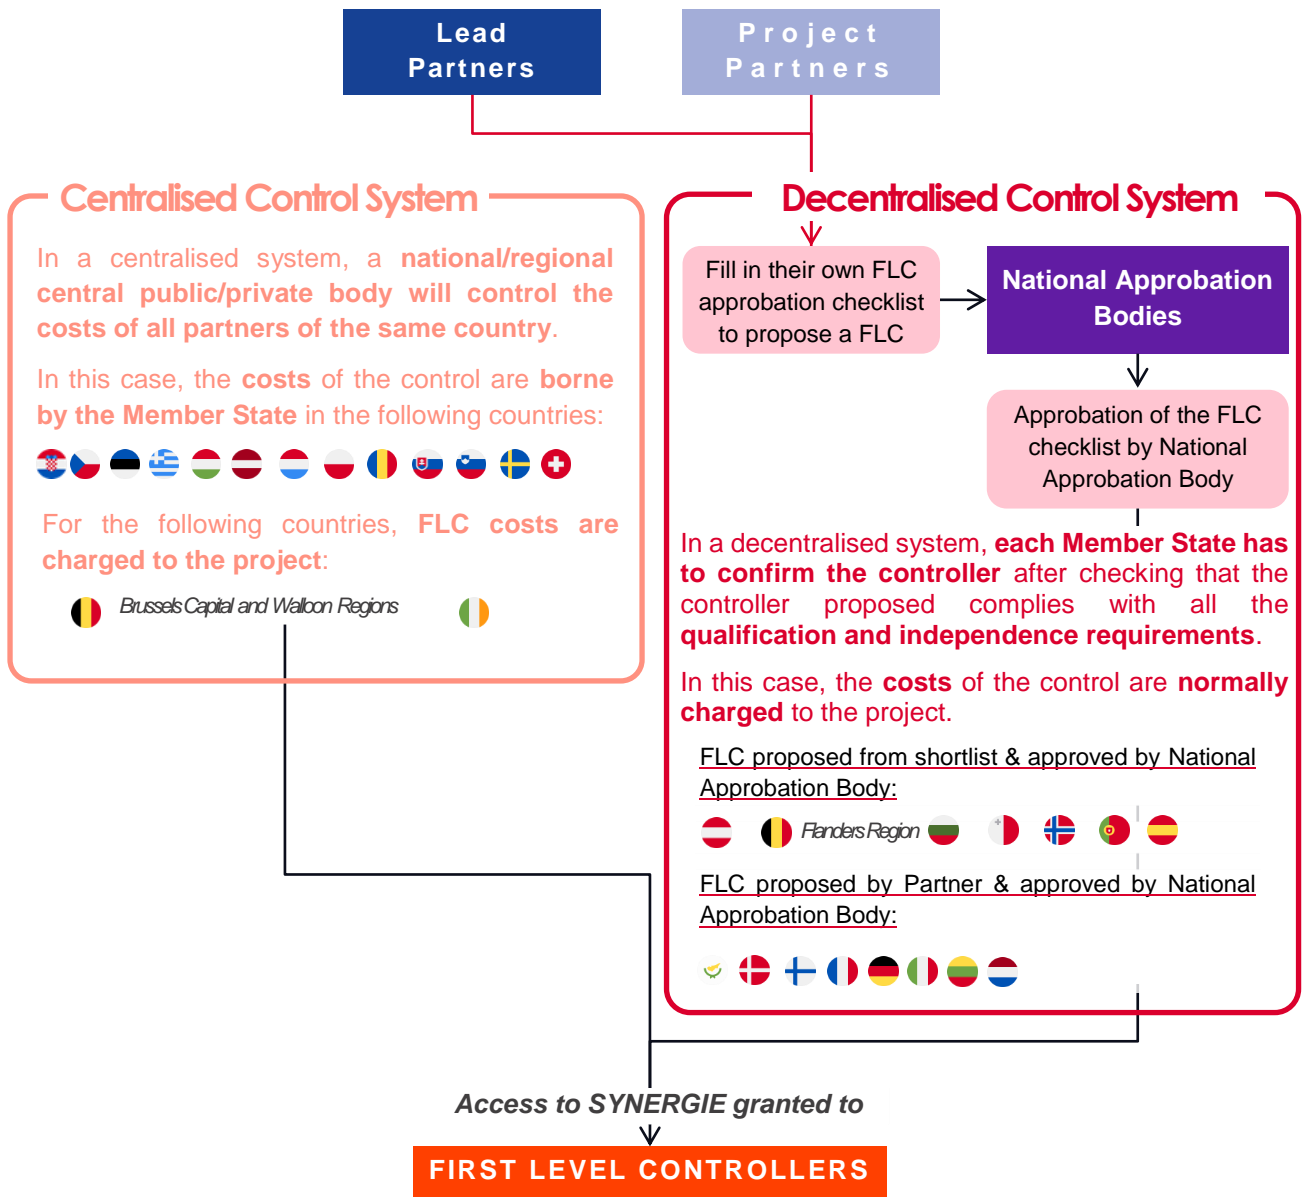 Lead
Partners
Project
Partners
Centralised Control System
In a centralised system, a national/regional
central public/private body will control the
costs of all partners of the same country.
In this case, the costs of the control are borne
by the Member State in the following countries:
For the following countries, FLC costs are
charged to the project:
Brussels Capital and Walloon Regions
Decentralised Control System
Fill in their own FLC
approbation checklist
to propose a FLC
National Approbation
Bodies
Approbation of the FLC
checklist by National
Approbation Body
In a decentralised system, each Member State has
to confirm the controller after checking that the
controller proposed complies with all the
qualification and independence requirements.
In this case, the costs of the control are normally
charged to the project.
FLC proposed from shortlist & approved by National
Approbation Body:
Flanders Region
FLC proposed by Partner & approved by National
Approbation Body:
Access to SYNERGIE granted to
FIRST LEVEL CONTROLLERS